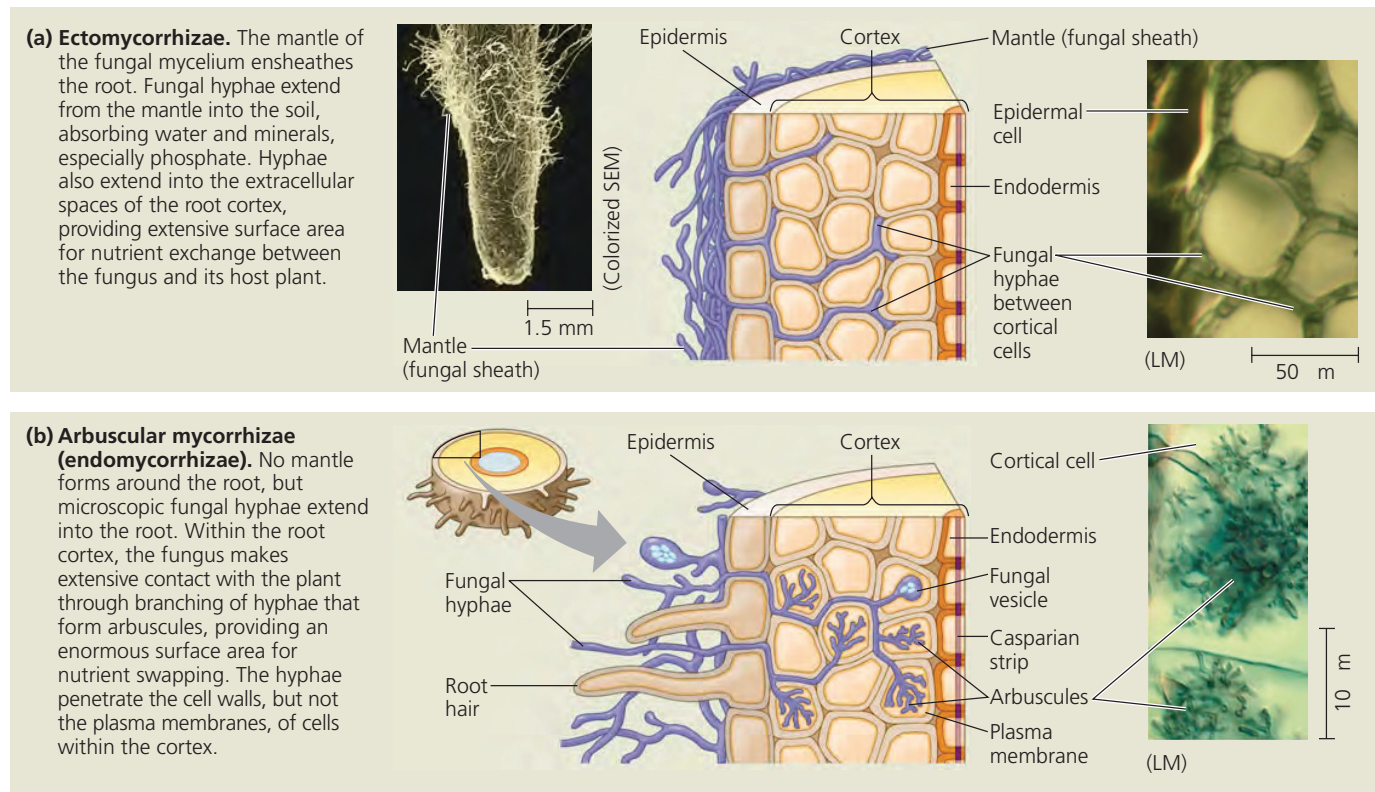 (a) Ectomycorrhizae. The mantle of
the fungal mycelium ensheathes
the root. Fungal hyphae extend
from the mantle into the soil,
absorbing water and minerals,
especially phosphate. Hyphae
also extend into the extracellular
spaces of the root cortex,
providing extensive surface area
for nutrient exchange between
the fungus and its host plant.
Mantle
(fungal sheath)
1.5 mm
(Colorized SEM)
Epidermis
Cortex
Mantle (fungal sheath)
Epidermal
cell
Endodermis
Fungal
hyphae
between
cortical
cells
(LM)
50 m
(b) Arbuscular mycorrhizae
(endomycorrhizae). No mantle
forms around the root, but
microscopic fungal hyphae extend
into the root. Within the root
cortex, the fungus makes
extensive contact with the plant
through branching of hyphae that
form arbuscules, providing an
enormous surface area for
nutrient swapping. The hyphae
penetrate the cell walls, but not
the plasma membranes, of cells
within the cortex.
Epidermis
Cortex
Fungal
hyphae
Root
hair
Cortical cell
Endodermis
Fungal
vesicle
Casparian
strip
Arbuscules
Plasma
membrane
(LM)
10 m